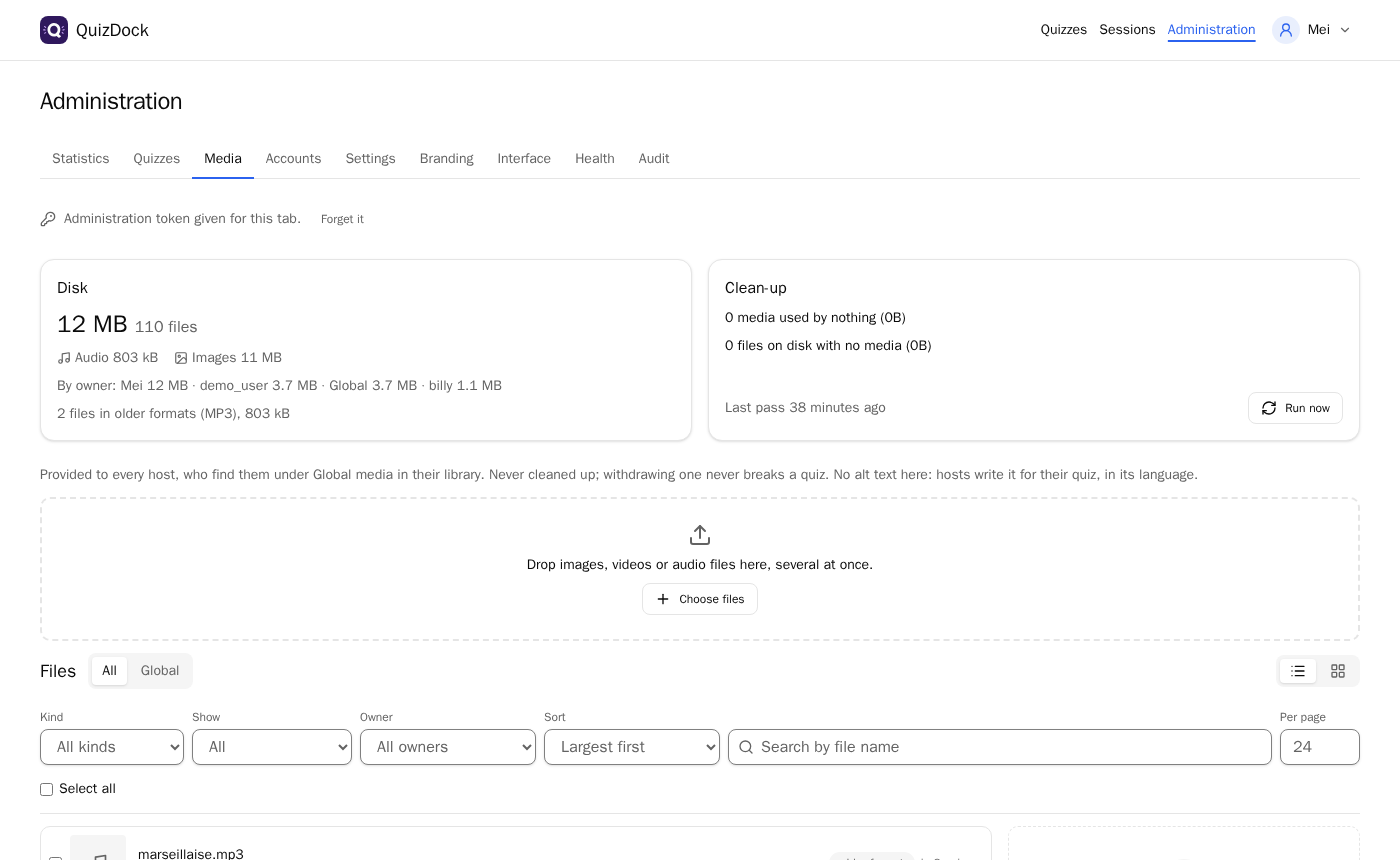 QuizDock
Quizzes Sessions Administration Mei
Administration
Statistics Quizzes Media Accounts Settings Branding Interface Health Audit
Administration token given for this tab. Forget it
Disk
12 MB 110 files
Audio 803 kB Images 11 MB
By owner: Mei 12 MB · demo_user 3.7 MB · Global 3.7 MB · billy 1.1 MB
2 files in older formats (MP3), 803 kB
Clean-up
0 media used by nothing (0B)
0 files on disk with no media (0B)
Last pass 38 minutes ago
Run now
Provided to every host, who find them under Global media in their library. Never cleaned up; withdrawing one never breaks a quiz. No alt text here: hosts write it for their quiz, in its language.
Drop images, videos or audio files here, several at once.
Choose files
Files All Global
Kind Show Owner Sort Per page
All kinds All All owners Largest first Search by file name 24
Select all
marseillaise.mp3